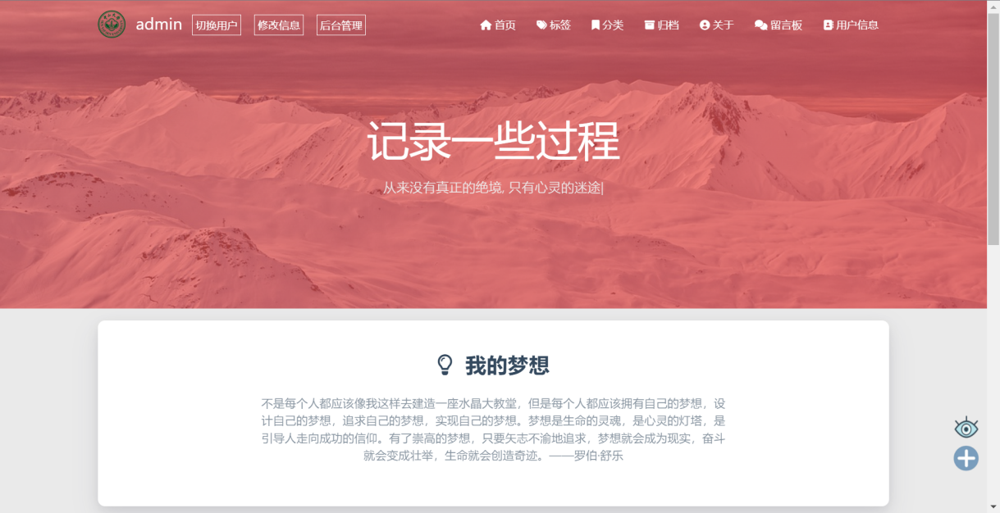 admin 切换用户 修改信息 后台管理 首页 标签 分类 归档 关于 留言板 用户信息
记录一些过程
从来没有真正的绝境, 只有心灵的迷途|
我的梦想
不是每个人都应该像我这样去建造一座水晶大教堂，但是每个人都应该拥有自己的梦想，设
计自己的梦想，追求自己的梦想，实现自己的梦想。梦想是生命的灵魂，是心灵的灯塔，是
引导人走向成功的信仰。有了崇高的梦想，只要矢志不渝地追求，梦想就会成为现实，奋斗
就会变成壮举，生命就会创造奇迹。——罗伯·舒乐